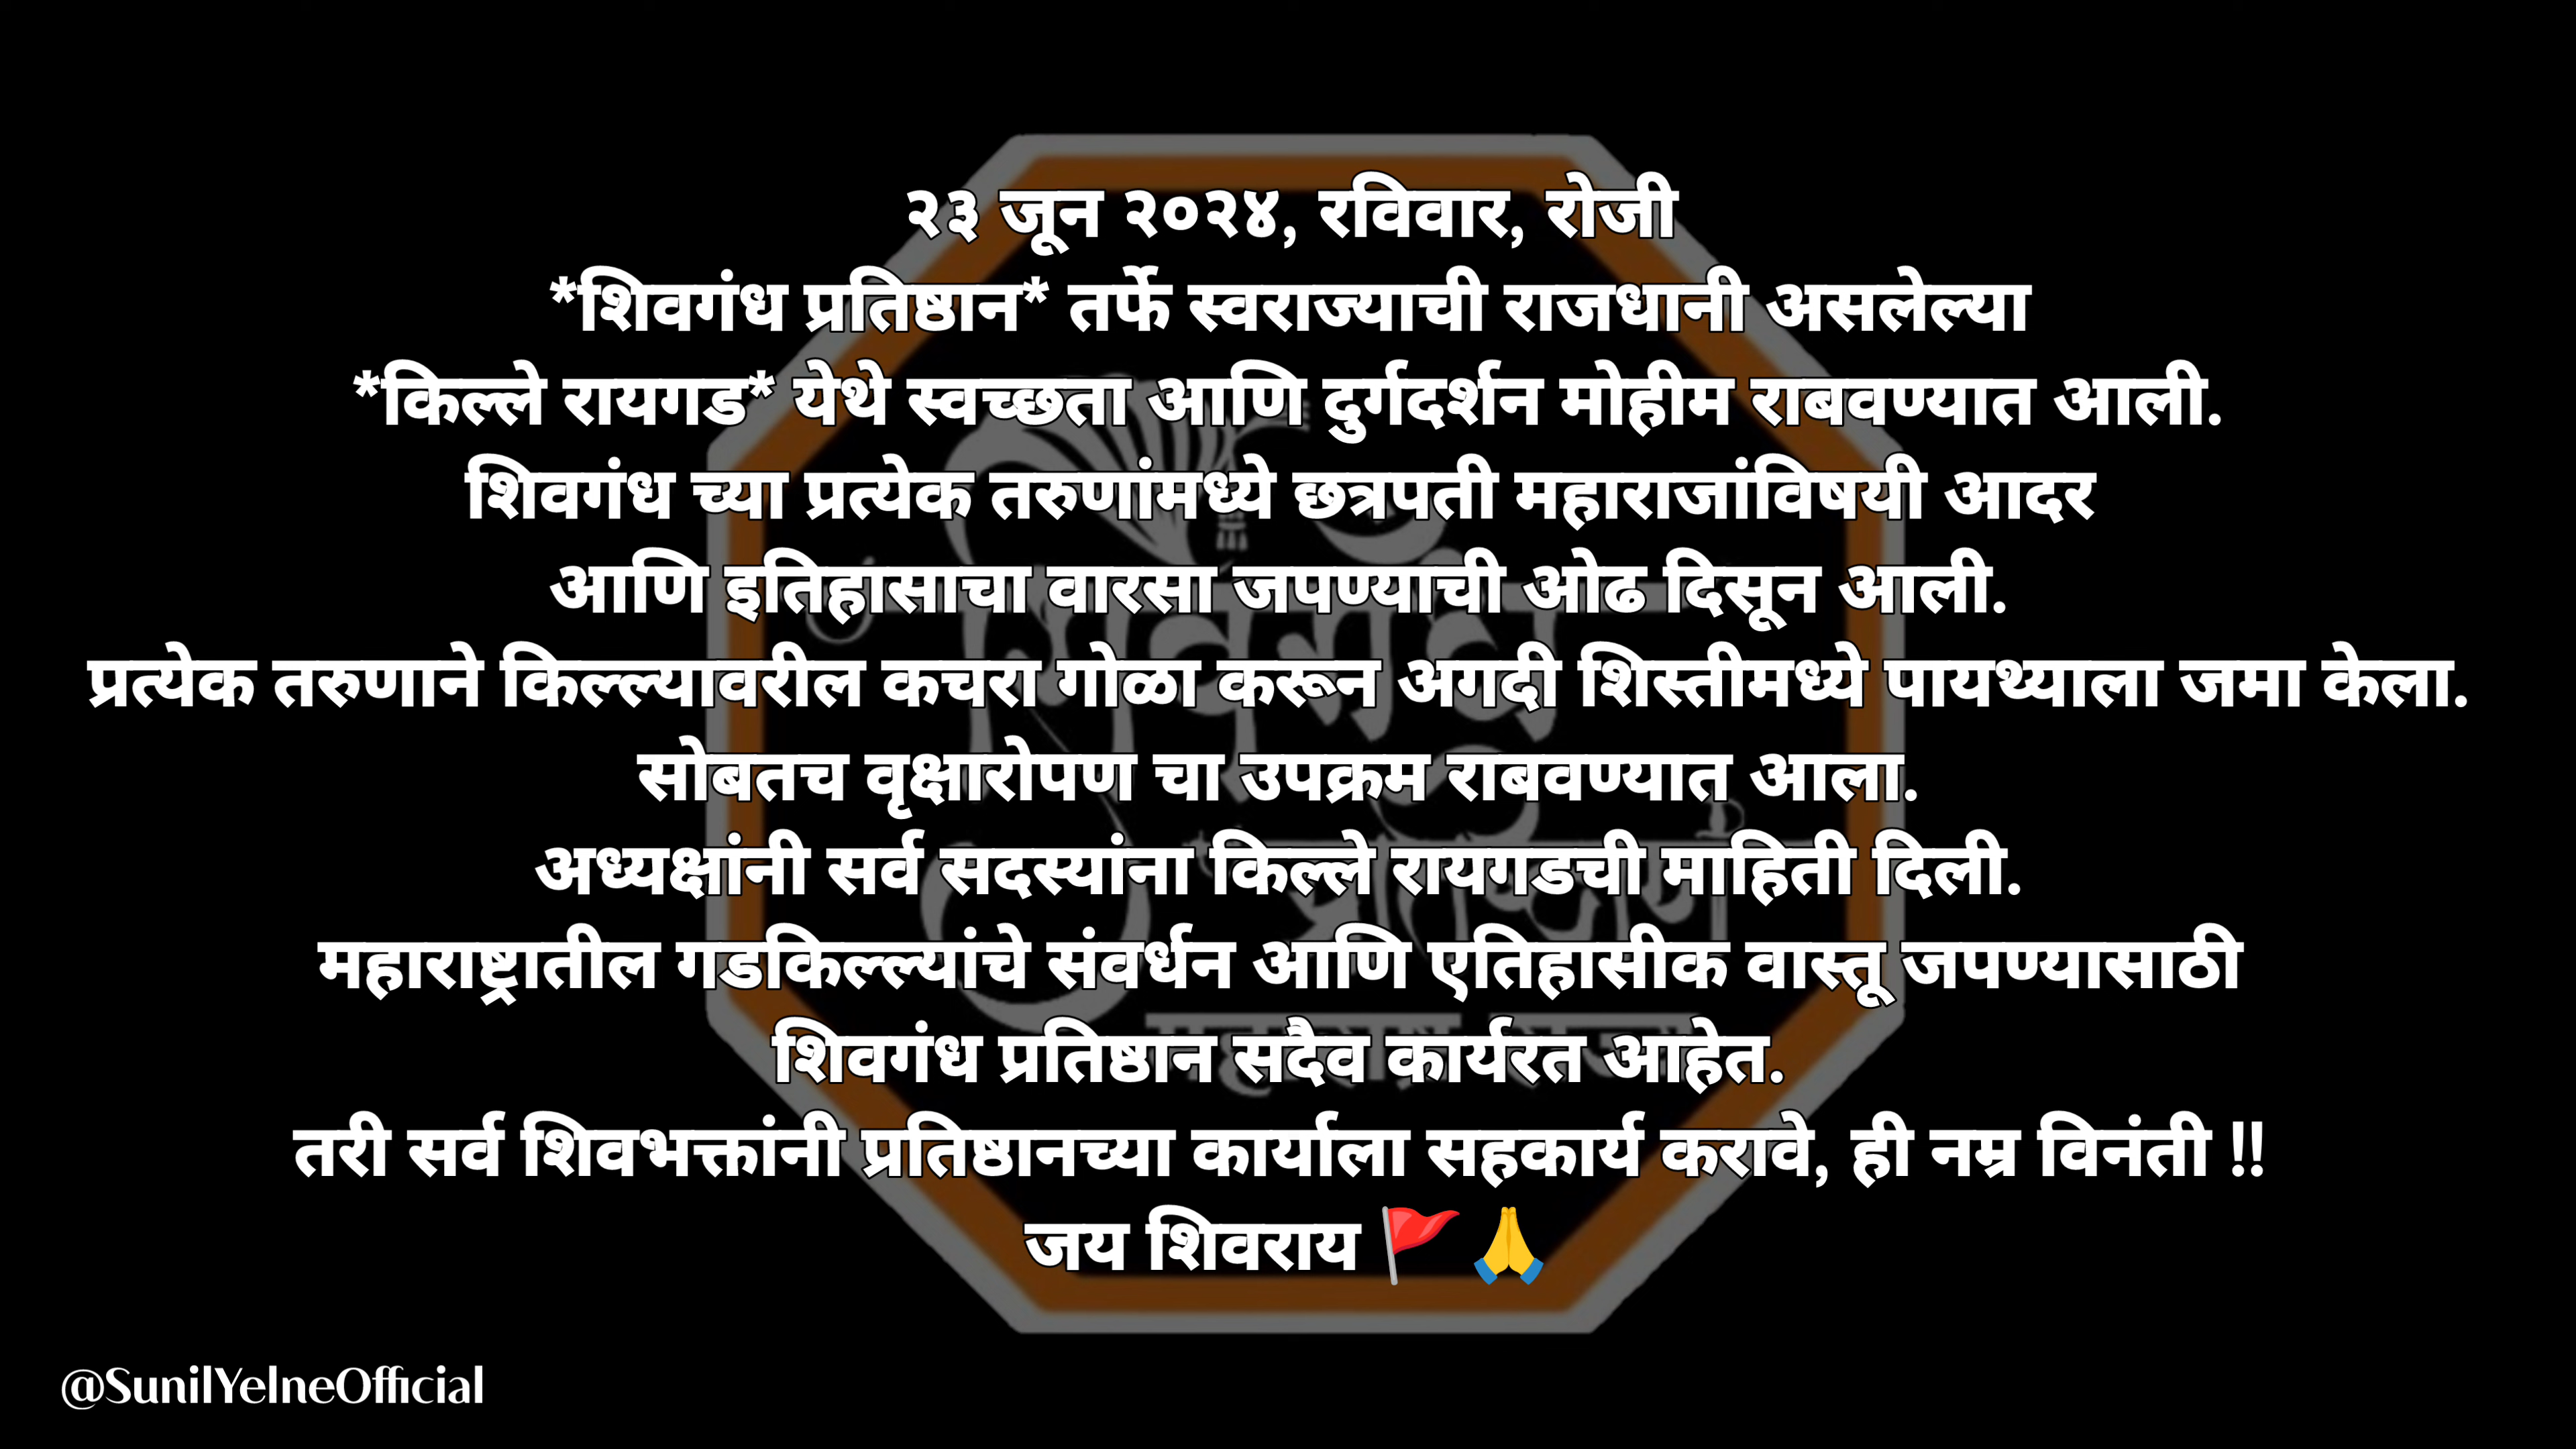 २३ जून २०२४, रविवार, रोजी
*शिवगंध प्रतिष्ठान* तर्फे स्वराज्याची राजधानी असलेल्या
*किल्ले रायगड* येथे स्वच्छता आणि दुर्गदर्शन मोहीम राबवण्यात आली.
शिवगंध च्या प्रत्येक तरुणांमध्ये छत्रपती महाराजांविषयी आदर
आणि इतिहासाचा वारसा जपण्याची ओढ दिसून आली.
प्रत्येक तरुणाने किल्ल्यावरील कचरा गोळा करून अगदी शिस्तीमध्ये पायथ्याला जमा केला.
सोबतच वृक्षारोपण चा उपक्रम राबवण्यात आला.
अध्यक्षांनी सर्व सदस्यांना किल्ले रायगडची माहिती दिली.
महाराष्ट्रातील गडकिल्ल्यांचे संवर्धन आणि एतिहासीक वास्तू जपण्यासाठी
शिवगंध प्रतिष्ठान सदैव कार्यरत आहेत.
तरी सर्व शिवभक्तांनी प्रतिष्ठानच्या कार्याला सहकार्य करावे, ही नम्र विनंती !!
जय शिवराय 🚩🙏
@SunilYelneOfficial